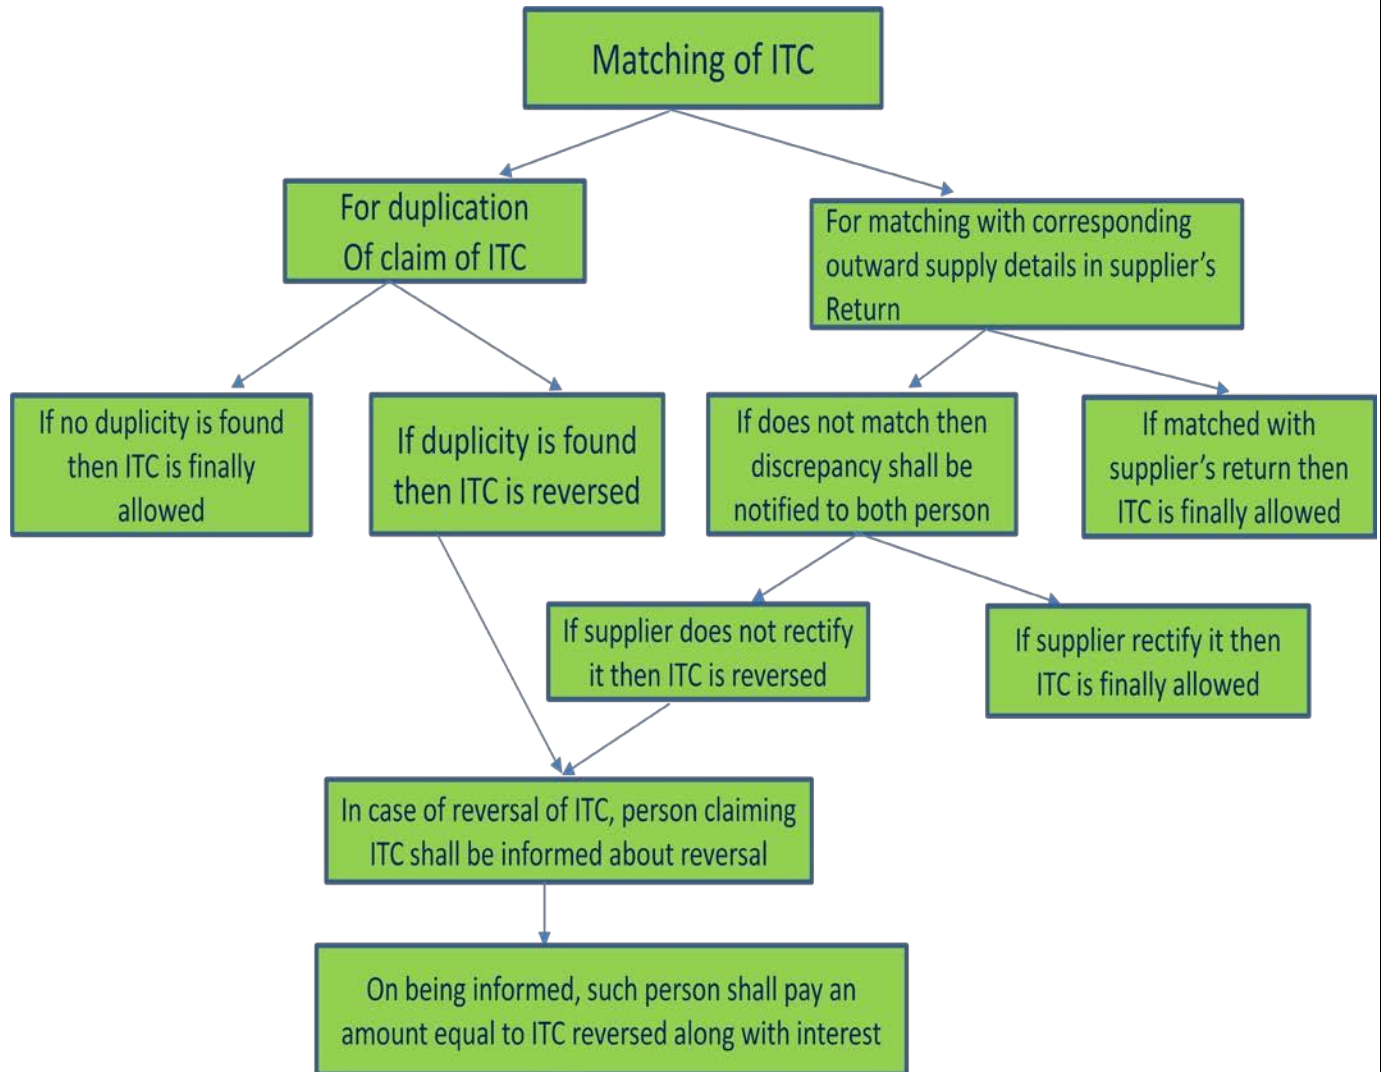 Matching of ITC
For duplication
Of claim of ITC
For matching with corresponding
outward supply details in supplier's
Return
If no duplicity is found
then ITC is finally
allowed
If duplicity is found
then ITC is reversed
If does not match then
discrepancy shall be
notified to both person
If matched with
supplier's return then
ITC is finally allowed
If supplier does not rectify
it then ITC is reversed
If supplier rectify it then
ITC is finally allowed
In case of reversal of ITC, person claiming
ITC shall be informed about reversal
On being informed, such person shall pay an
amount equal to ITC reversed along with interest